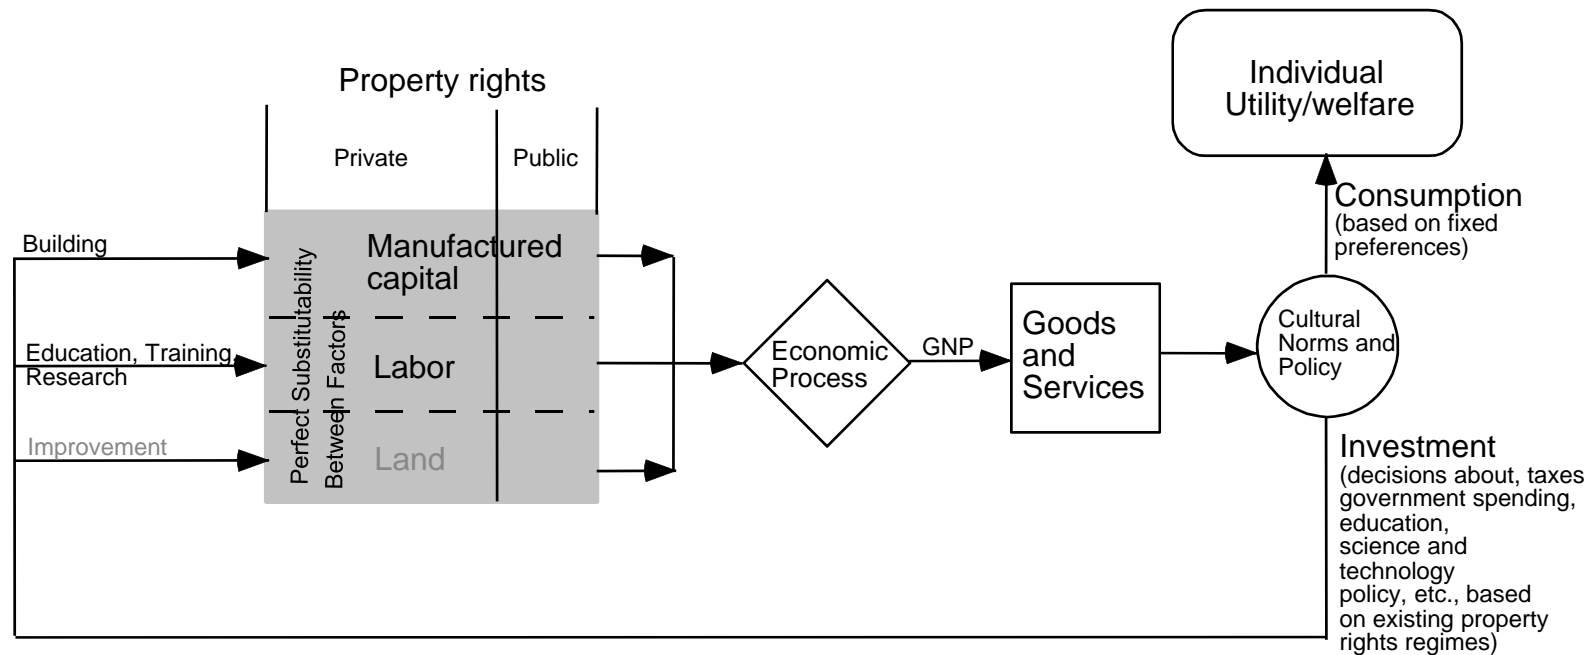 Property rights
Private
Public
Individual
Utility/welfare
Consumption
(based on fixed
preferences)
Building
Manufactured
capital
Education, Training,
Research
Labor
Improvement
Land
Perfect Substitutability
Between Factors
Economic
Process
GNP
Goods
and
Services
Cultural
Norms and
Policy
Investment
(decisions about, taxes
government spending,
education,
science and
technology
policy, etc., based
on existing property
rights regimes)